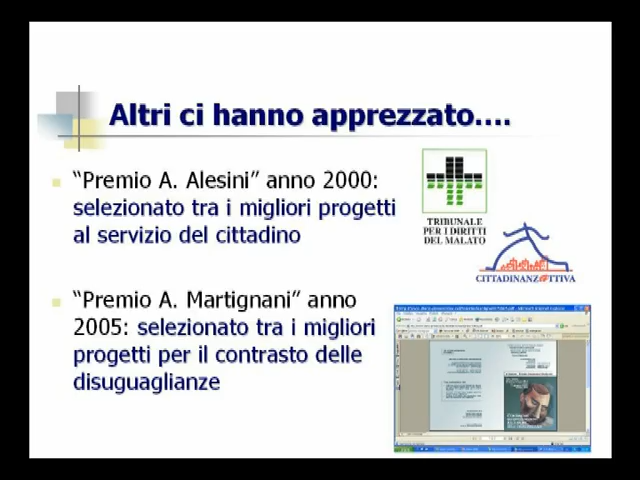 Altri ci hanno apprezzato....
“Premio A. Alesini” anno 2000:
selezionato tra i migliori progetti
al servizio del cittadino
TRIBUNALE
PER I DIRITTI
DEL MALATO
CITTADINANZATTIVA
“Premio A. Martignani” anno
2005: selezionato tra i migliori
progetti per il contrasto delle
disuguaglianze